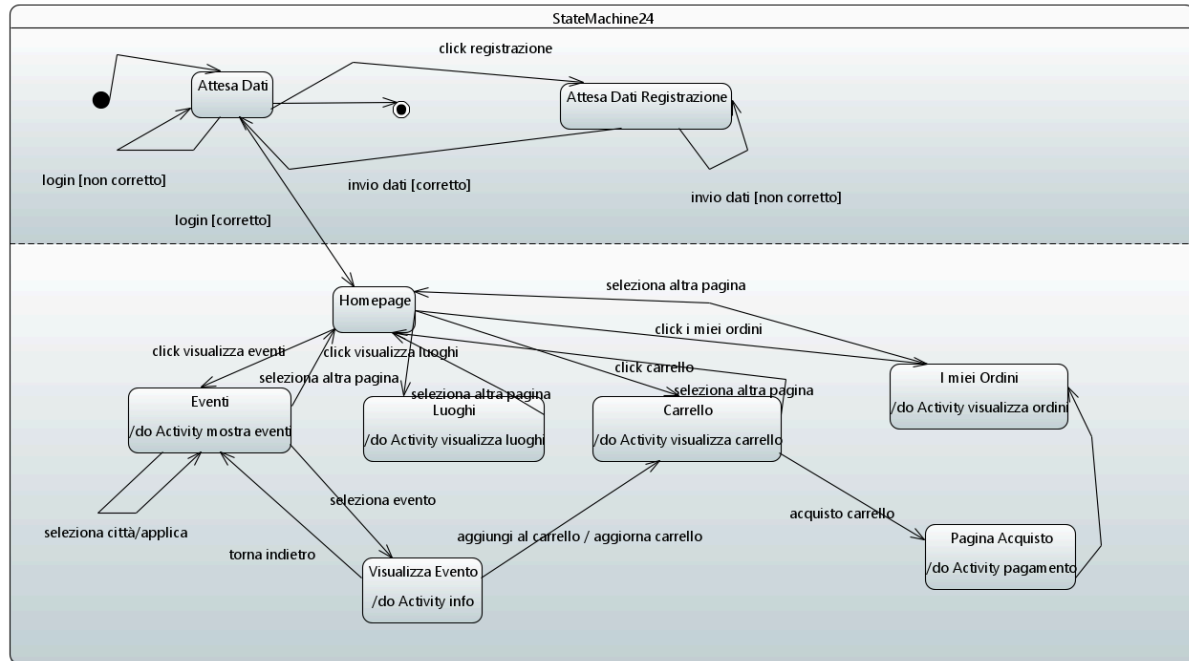 StateMachine24
click registrazione
Attesa Dati
Attesa Dati Registrazione
login [non corretto]
invio dati [corretto]
invio dati [non corretto]
login [corretto]
seleziona altra pagina
Homepage
click i miei ordini
click visualizza eventi
click visualizza luoghi
click carrello
seleziona altra pagina
seleziona altra pagina
seleziona altra pagina
I miei Ordini
/do Activity visualizza ordini
Eventi
/do Activity mostra eventi
Luoghi
/do Activity visualizza luoghi
Carrello
/do Activity visualizza carrello
seleziona evento
acquisto carrello
seleziona città/applica
torna indietro
aggiungi al carrello / aggiorna carrello
Pagina Acquisto
/do Activity pagamento
Visualizza Evento
/do Activity info